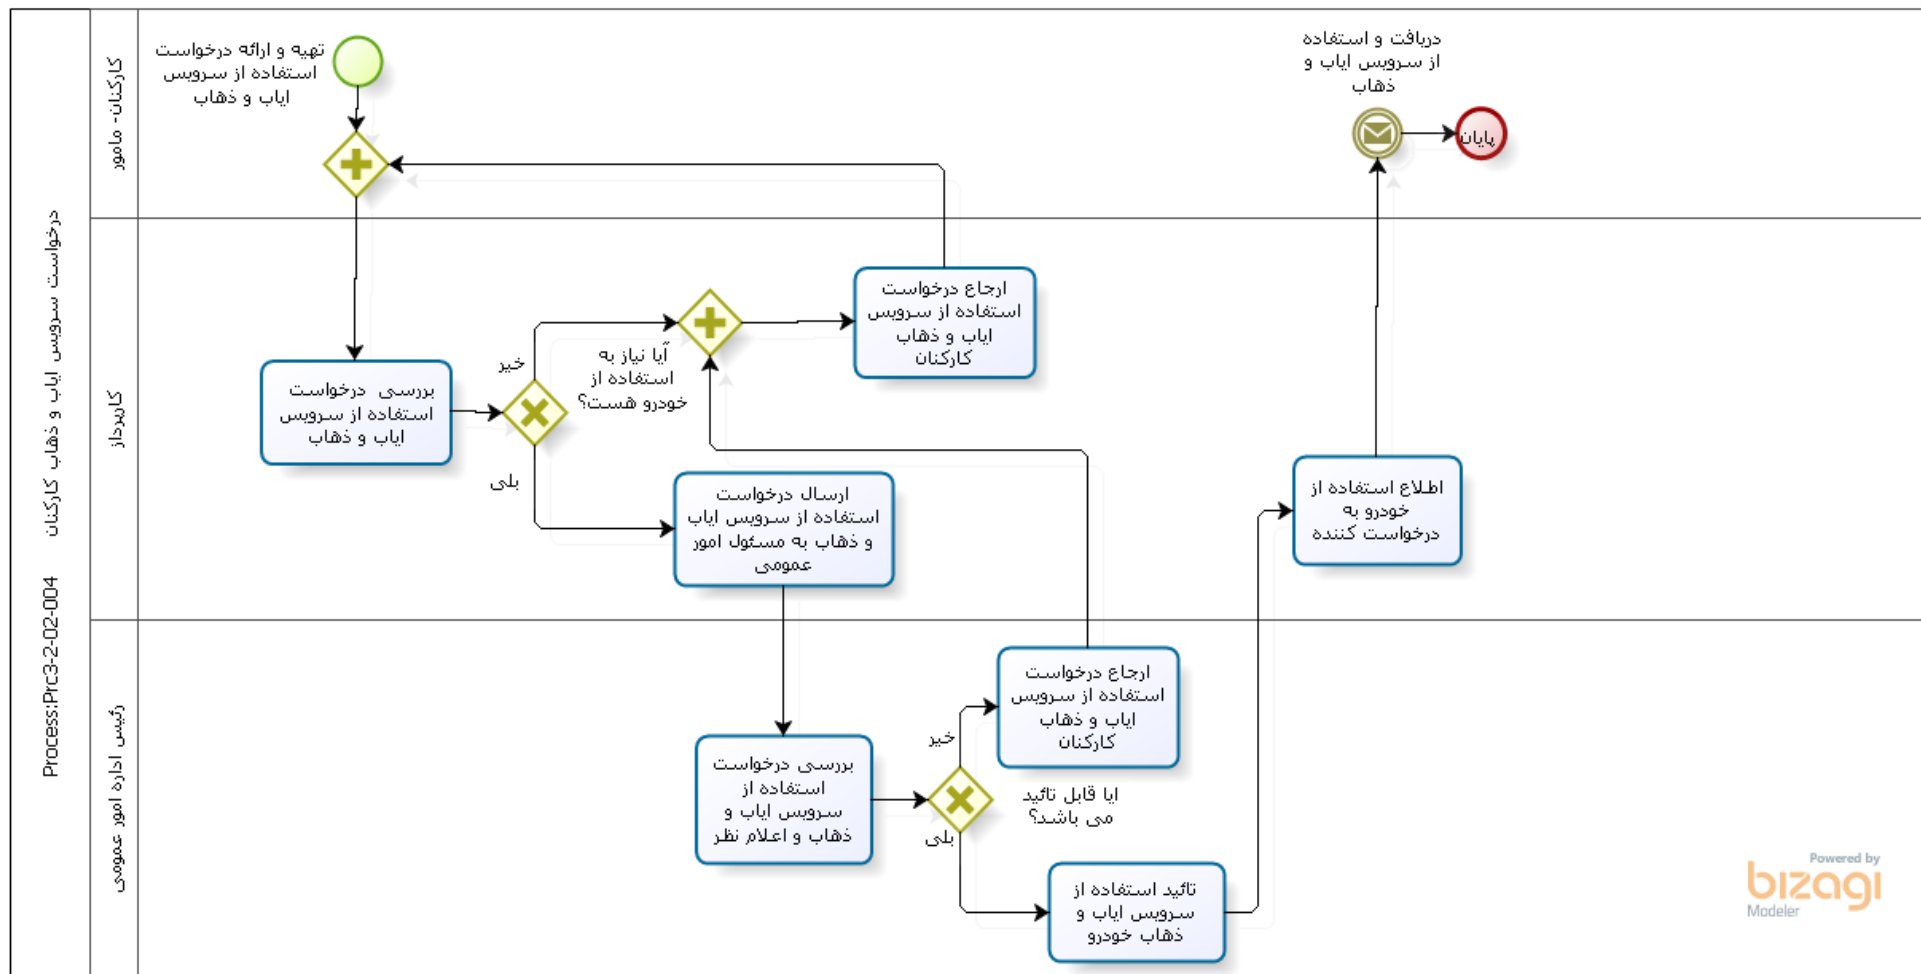 درخواست سرویس ایاب و ذهاب کارکنان
Process:Prc3-2-02-004
کارکنان- مامور
تهیه و ارائه درخواست
استفاده از سرویس
ایاب و ذهاب
دریافت و استفاده
از سرویس ایاب و
ذهاب
پایان
کارپرداز
بررسی درخواست
استفاده از سرویس
ایاب و ذهاب
خیر
بلی
آیا نیاز به
استفاده از
خودرو هست؟
ارجاع درخواست
استفاده از سرویس
ایاب و ذهاب
کارکنان
ارسال درخواست
استفاده از سرویس ایاب
و ذهاب به مسئول امور
عمومی
اطلاع استفاده از
خودرو به
درخواست کننده
رئیس اداره امور عمومی
بررسی درخواست
استفاده از
سرویس ایاب و
ذهاب و اعلام نظر
خیر
بلی
ایا قابل تائید
می باشد؟
ارجاع درخواست
استفاده از سرویس
ایاب و ذهاب
کارکنان
تائید استفاده از
سرویس ایاب و
ذهاب خودرو
Powered by
bizagi
Modeler